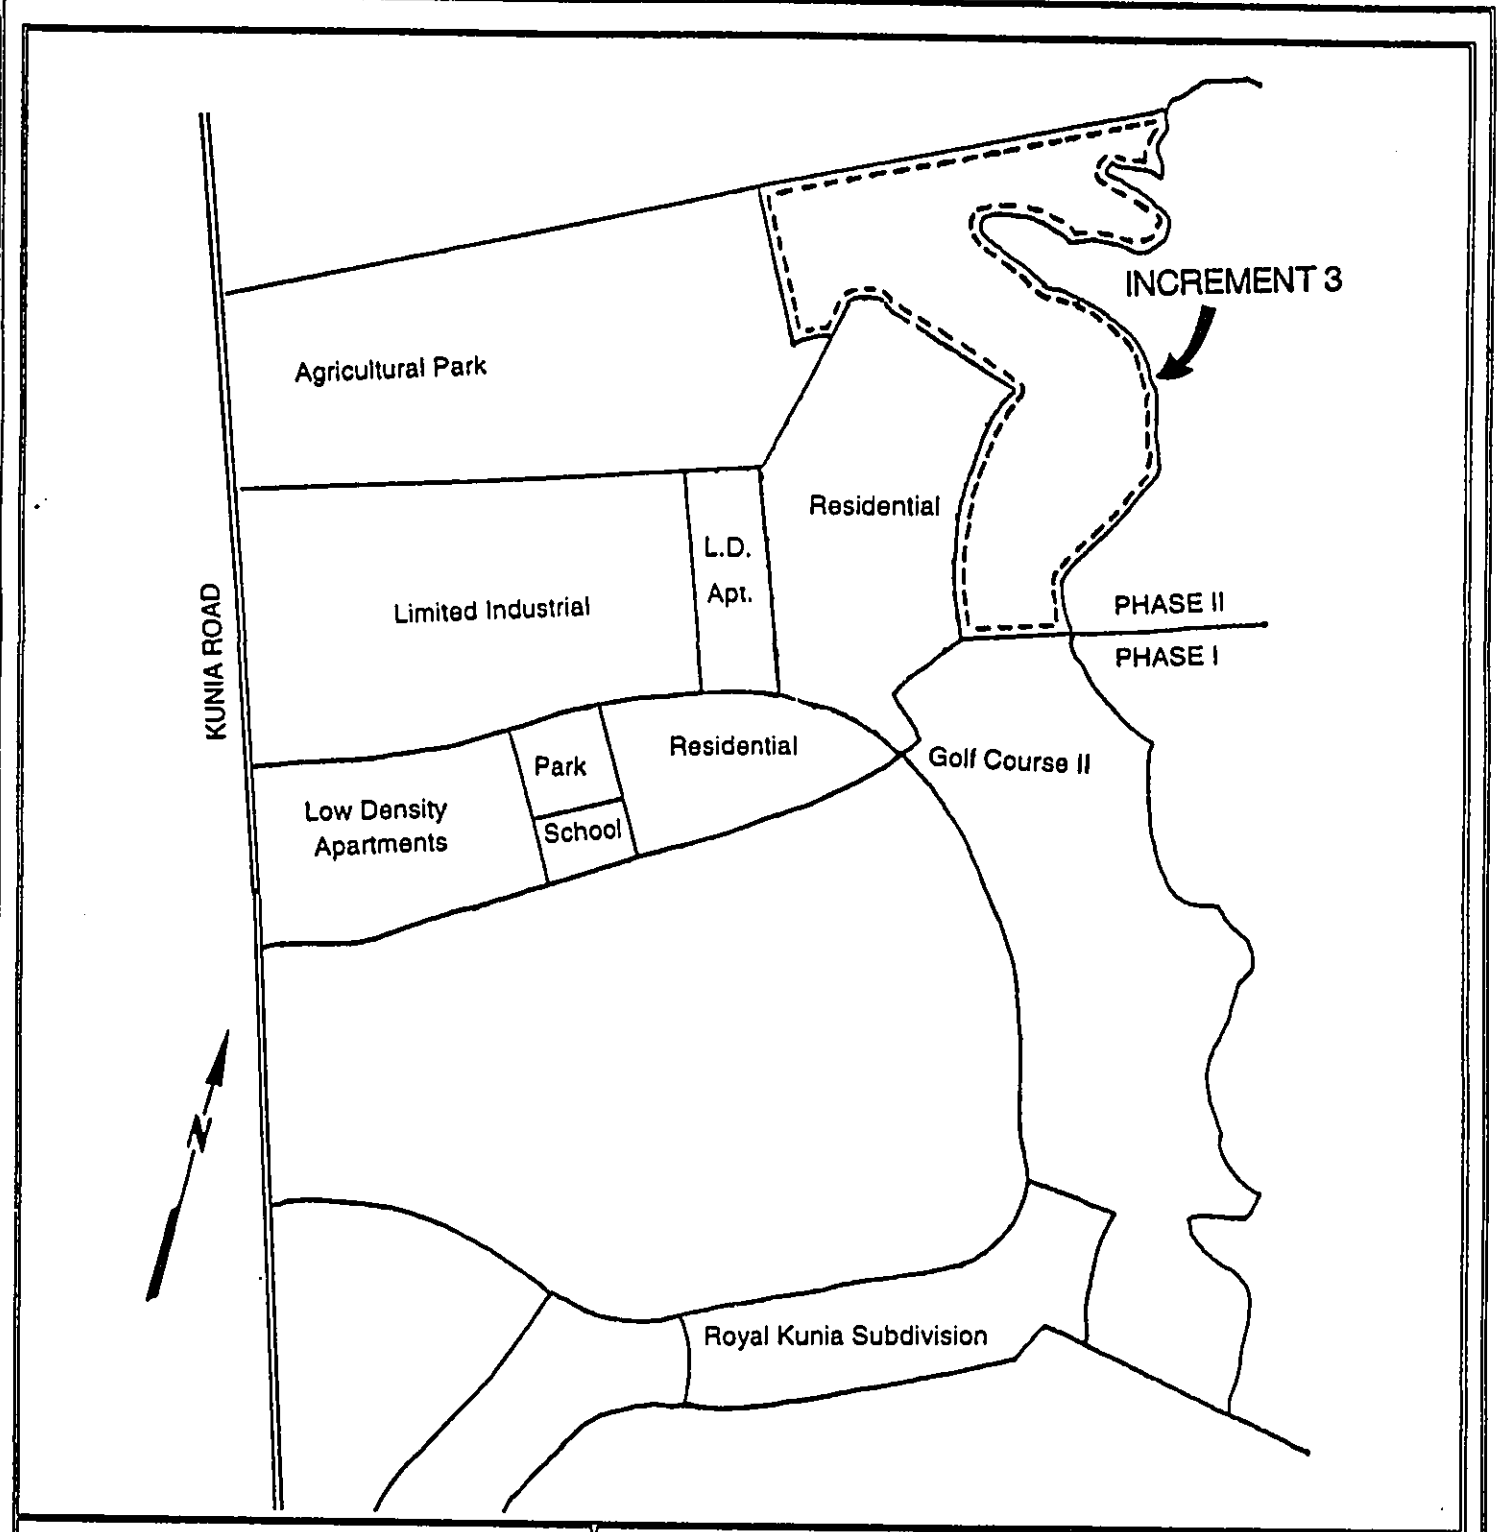 INCREMENT 3
Agricultural Park
Residential
L.D.
Apt.
Limited Industrial
KUNIA ROAD
PHASE II
PHASE I
Residential
Golf Course II
Park
Low Density
Apartments
School
N
Royal Kunia Subdivision